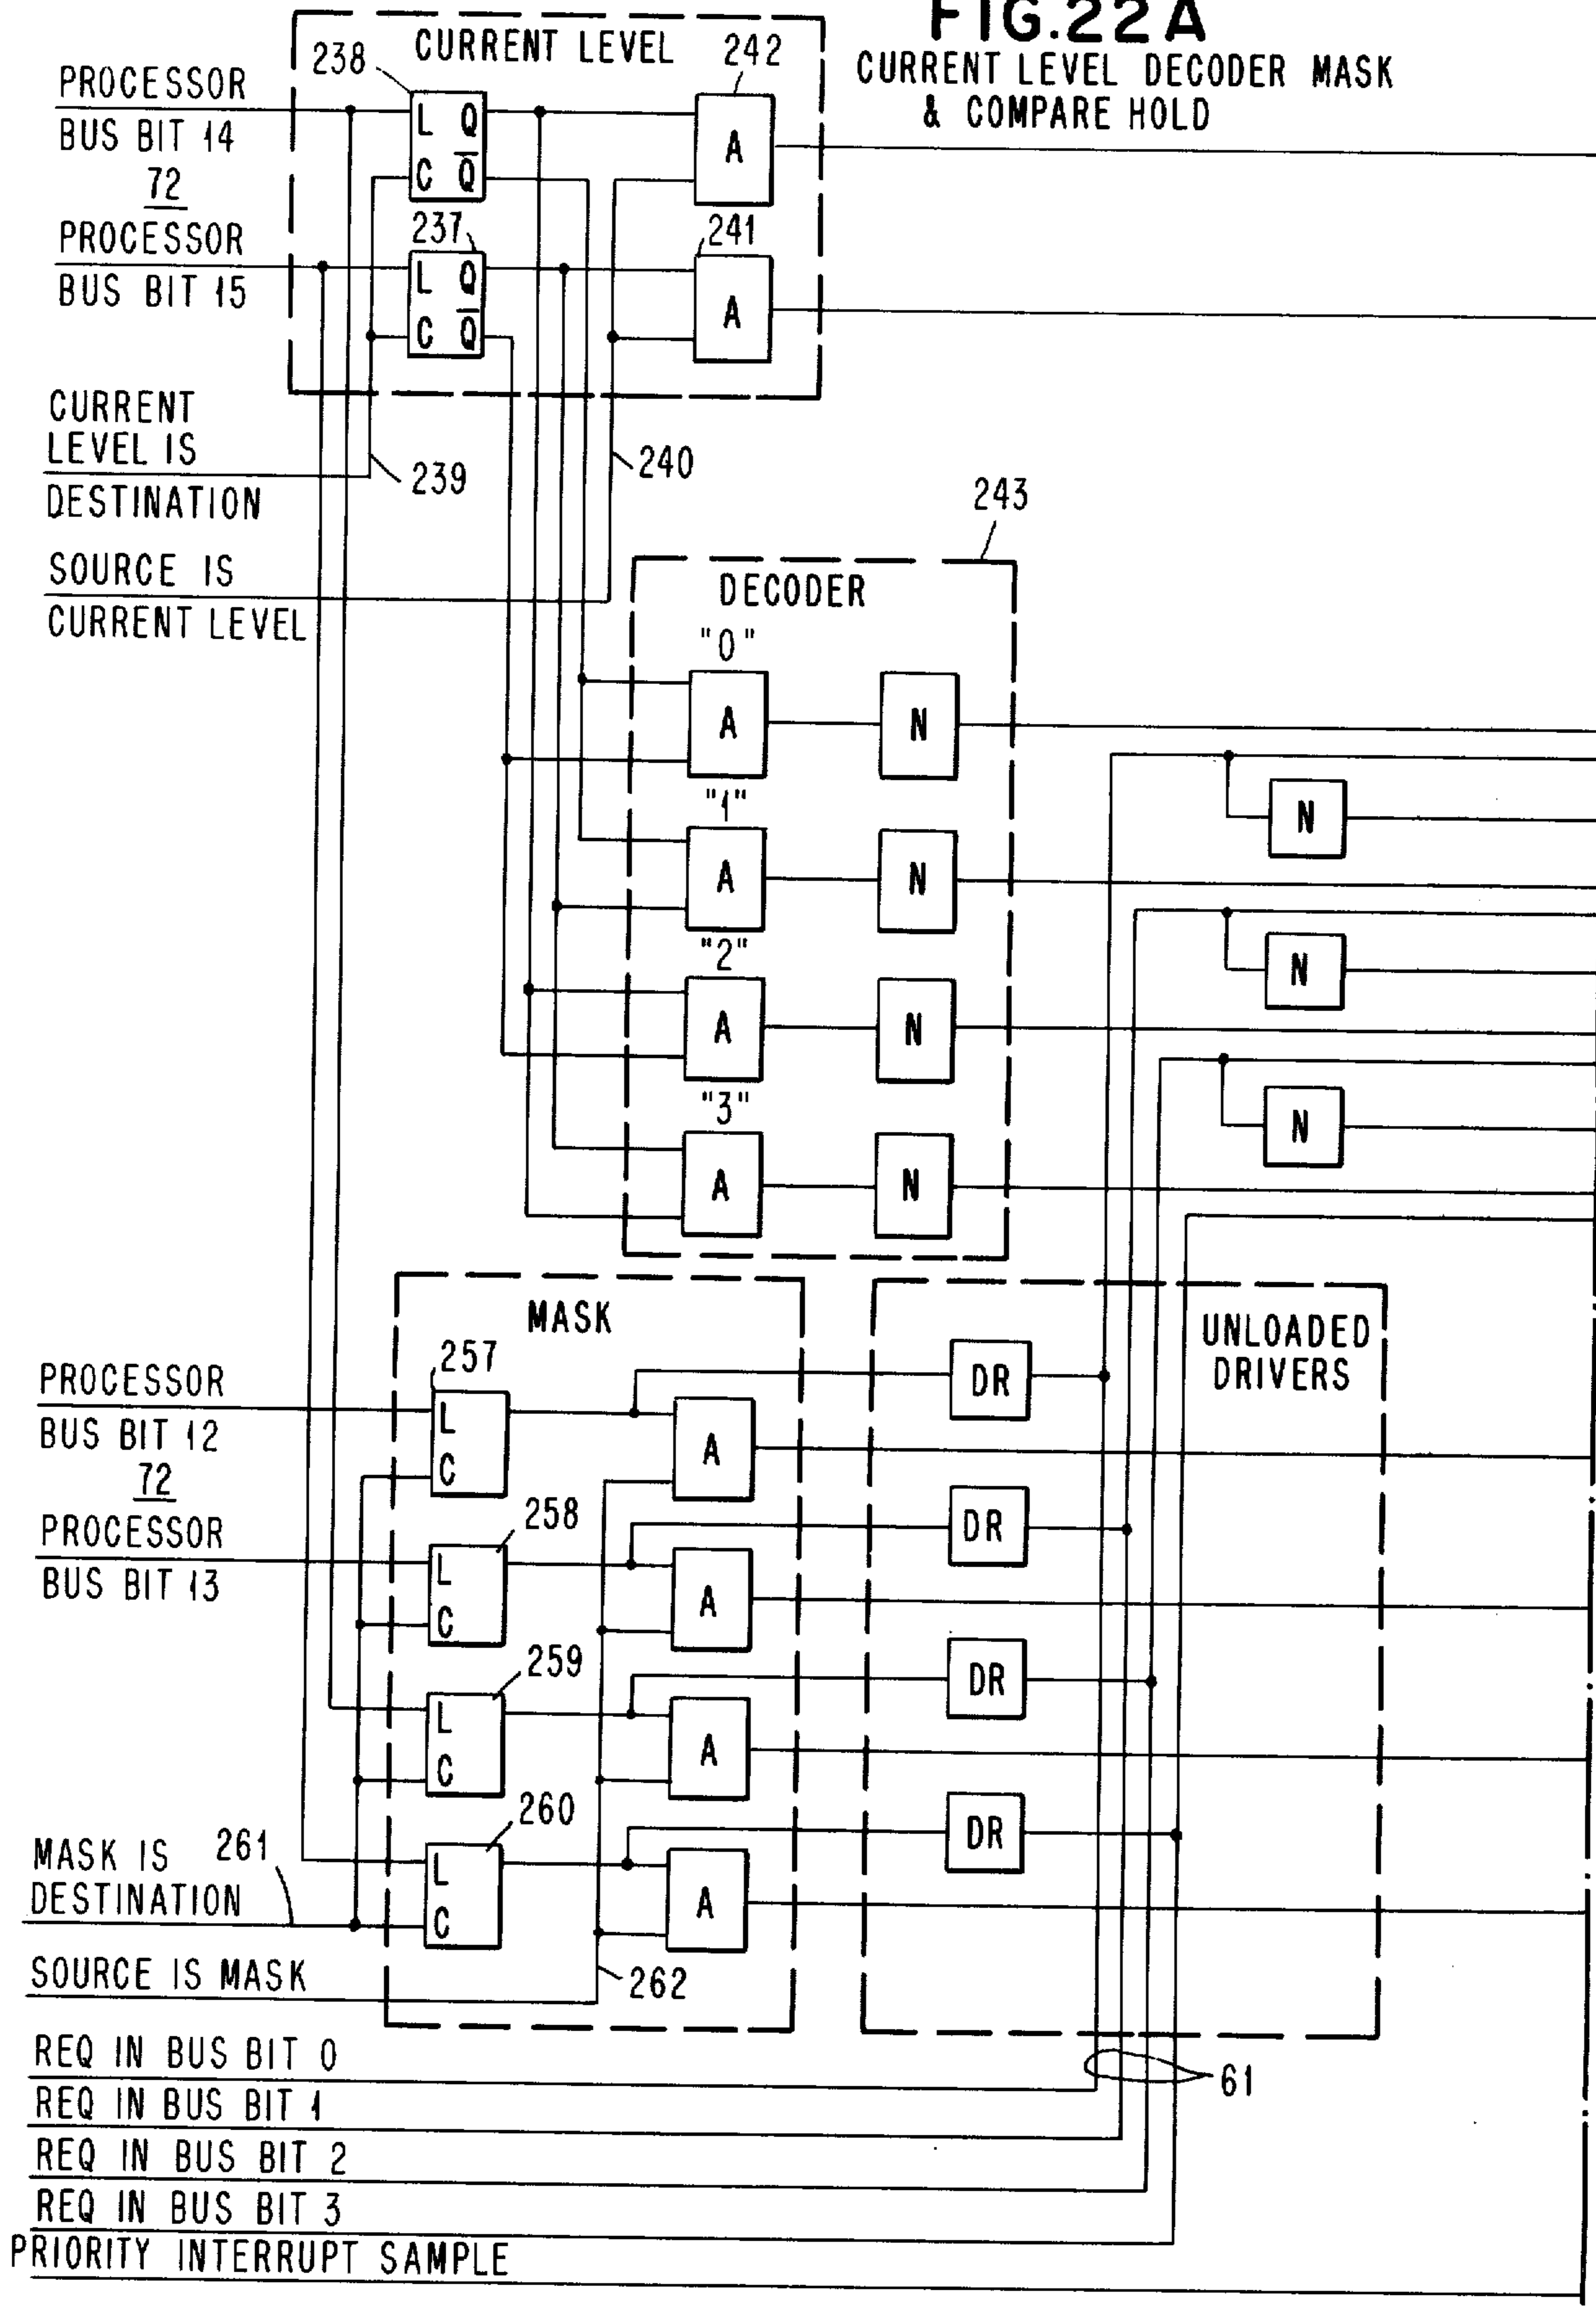 FIG.22A
CURRENT LEVEL DECODER MASK
& COMPARE HOLD
CURRENT LEVEL
238
242
PROCESSOR
BUS BIT 14
72
L Q
C Q̅
A
237
241
PROCESSOR
BUS BIT 15
L Q
C Q̅
A
CURRENT
LEVEL IS
DESTINATION
239
240
243
SOURCE IS
CURRENT LEVEL
DECODER
"0"
A
N
N
"1"
A
N
N
"2"
A
N
N
"3"
A
N
MASK
UNLOADED
DRIVERS
257
PROCESSOR
BUS BIT 12
72
L
C
A
DR
258
PROCESSOR
BUS BIT 13
L
C
A
DR
259
L
C
A
DR
260
L
C
A
DR
MASK IS
DESTINATION
261
SOURCE IS MASK
262
REQ IN BUS BIT 0
61
REQ IN BUS BIT 1
REQ IN BUS BIT 2
REQ IN BUS BIT 3
PRIORITY INTERRUPT SAMPLE